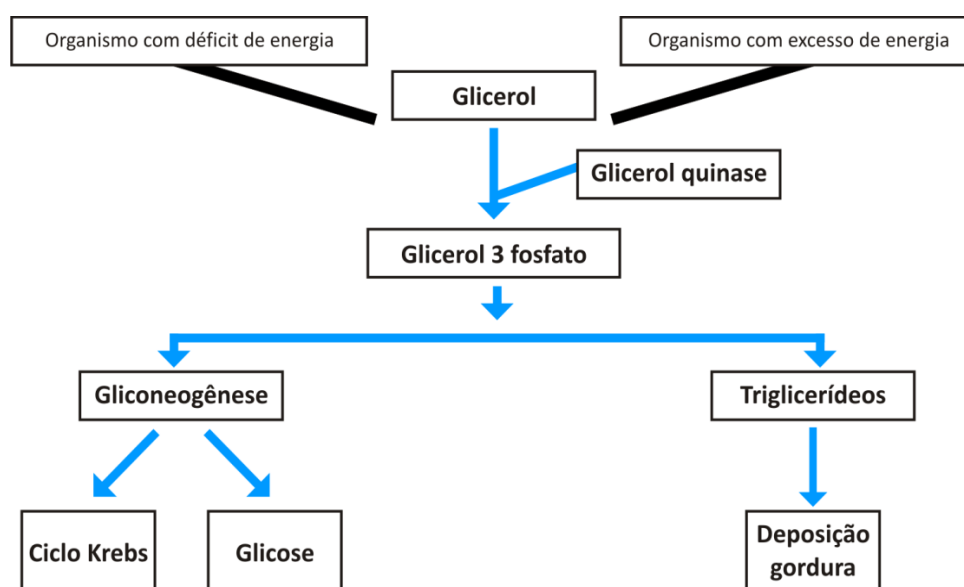 Organismo com déficit de energia
Organismo com excesso de energia
Glicerol
Glicerol quinase
Glicerol 3 fosfato
Gliconeogênese
Triglicerídeos
Ciclo Krebs
Glicose
Deposição
gordura